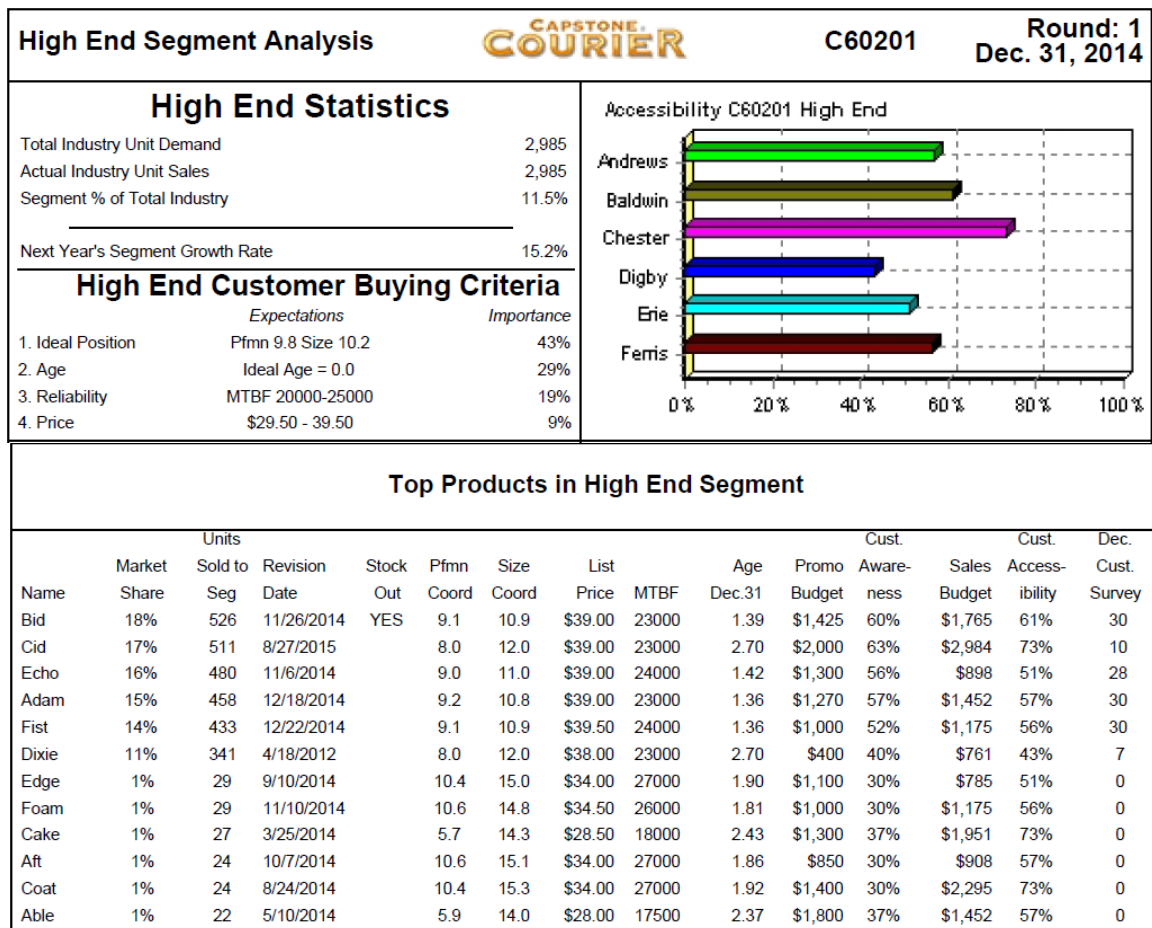 High End Segment Analysis
CAPSTONE
COURIER
C60201
Round: 1
Dec. 31, 2014
High End Statistics
Total Industry Unit Demand 2,985
Actual Industry Unit Sales 2,985
Segment % of Total Industry 11.5%
Next Year's Segment Growth Rate 15.2%
High End Customer Buying Criteria
Expectations Importance
1. Ideal Position Pfmn 9.8 Size 10.2 43%
2. Age Ideal Age = 0.0 29%
3. Reliability MTBF 20000-25000 19%
4. Price $29.50 - 39.50 9%
Accessibility C60201 High End
Andrews
Baldwin
Chester
Digby
Erie
Ferris
0% 20% 40% 60% 80% 100%
Top Products in High End Segment
Units Cust. Cust. Dec.
Market Sold to Revision Stock Pfmn Size List Age Promo Aware- Sales Access- Cust.
Name Share Seg Date Out Coord Coord Price MTBF Dec.31 Budget ness Budget ibility Survey
Bid 18% 526 11/26/2014 YES 9.1 10.9 $39.00 23000 1.39 $1,425 60% $1,765 61% 30
Cid 17% 511 8/27/2015 8.0 12.0 $39.00 23000 2.70 $2,000 63% $2,984 73% 10
Echo 16% 480 11/6/2014 9.0 11.0 $39.00 24000 1.42 $1,300 56% $898 51% 28
Adam 15% 458 12/18/2014 9.2 10.8 $39.00 23000 1.36 $1,270 57% $1,452 57% 30
Fist 14% 433 12/22/2014 9.1 10.9 $39.50 24000 1.36 $1,000 52% $1,175 56% 30
Dixie 11% 341 4/18/2012 8.0 12.0 $38.00 23000 2.70 $400 40% $761 43% 7
Edge 1% 29 9/10/2014 10.4 15.0 $34.00 27000 1.90 $1,100 30% $785 51% 0
Foam 1% 29 11/10/2014 10.6 14.8 $34.50 26000 1.81 $1,000 30% $1,175 56% 0
Cake 1% 27 3/25/2014 5.7 14.3 $28.50 18000 2.43 $1,300 37% $1,951 73% 0
Aft 1% 24 10/7/2014 10.6 15.1 $34.00 27000 1.86 $850 30% $908 57% 0
Coat 1% 24 8/24/2014 10.4 15.3 $34.00 27000 1.92 $1,400 30% $2,295 73% 0
Able 1% 22 5/10/2014 5.9 14.0 $28.00 17500 2.37 $1,800 37% $1,452 57% 0